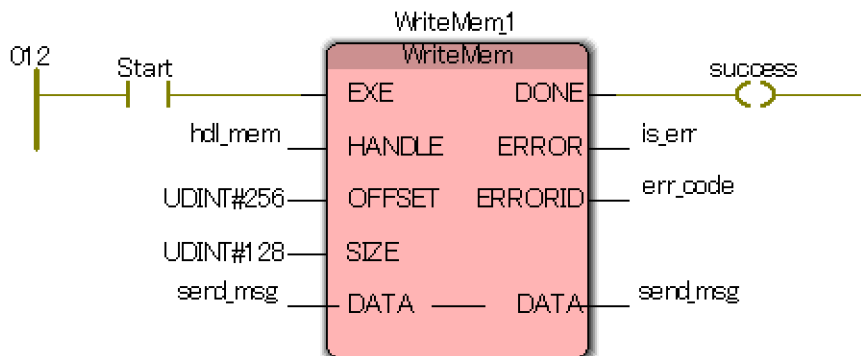 WriteMem_1
012
Start
WriteMem
success
EXE DONE
hdl_mem HANDLE ERROR is_err
UDINT#256 OFFSET ERRORID err_code
UDINT#128 SIZE
send_msg DATA DATA send_msg